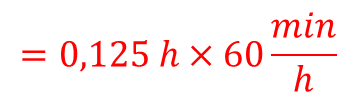 = 0,125 h × 60 min/h